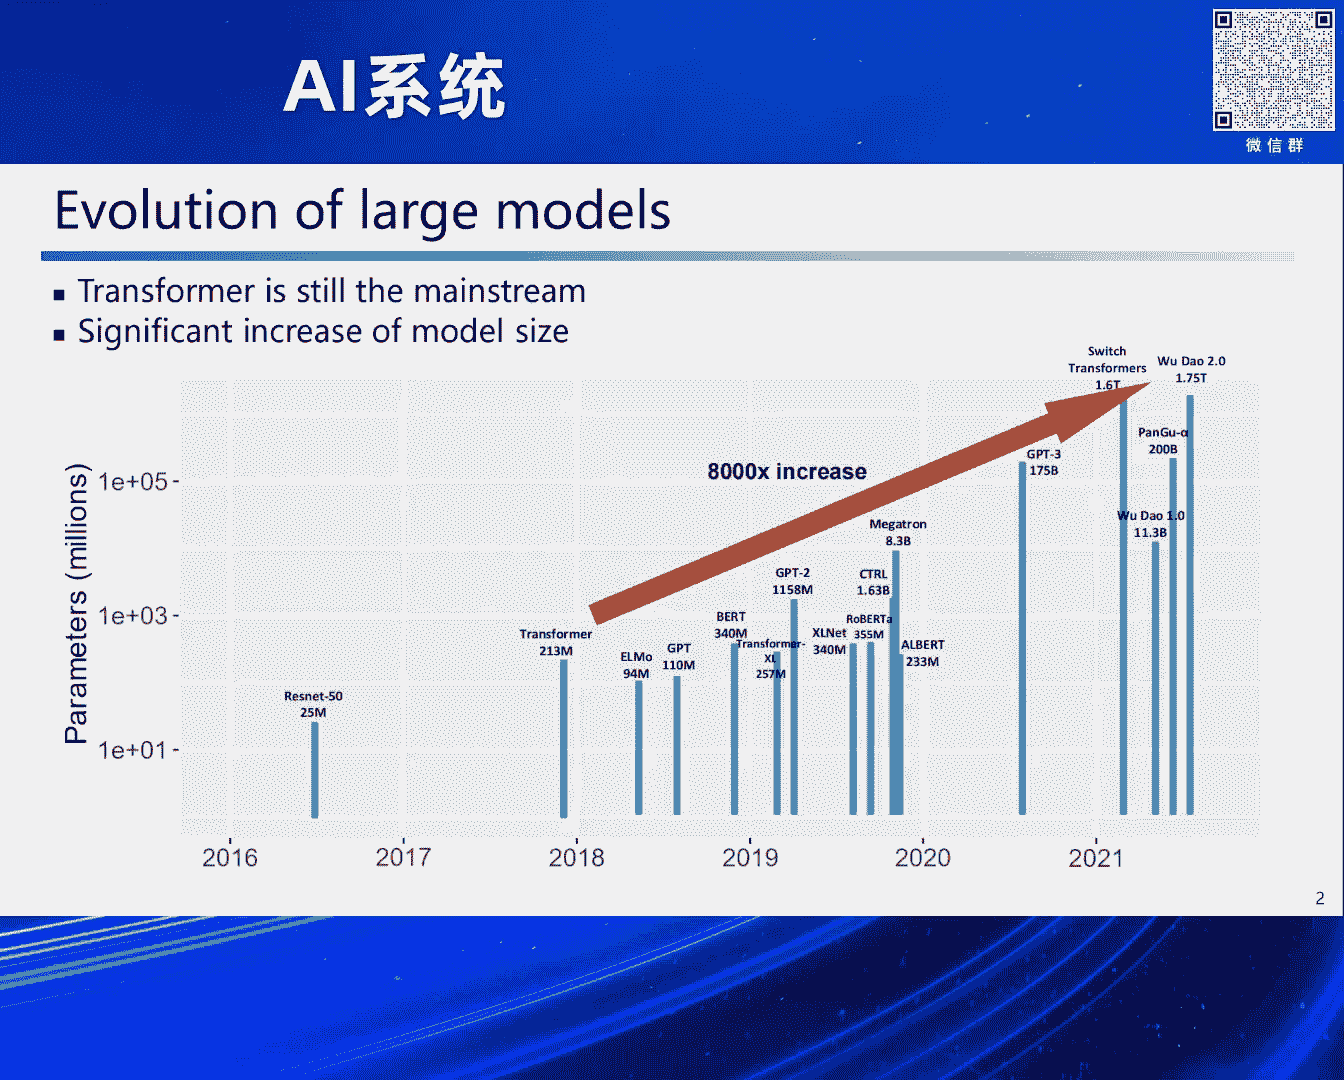 AI系统
微信群
Evolution of large models
■ Transformer is still the mainstream
■ Significant increase of model size
Switch
Transformers
1.6T
Wu Dao 2.0
1.75T
PanGu-α
200B
GPT-3
175B
8000x increase
Wu Dao 1.0
11.3B
Megatron
8.3B
GPT-2
1158M
CTRL
1.63B
BERT
340M
RoBERTa
355M
Transformer
213M
XLNet
340M
Transformer-
XL
257M
ALBERT
233M
GPT
110M
ELMo
94M
Resnet-50
25M
Parameters (millions)
1e+05
1e+03
1e+01
2016
2017
2018
2019
2020
2021
2